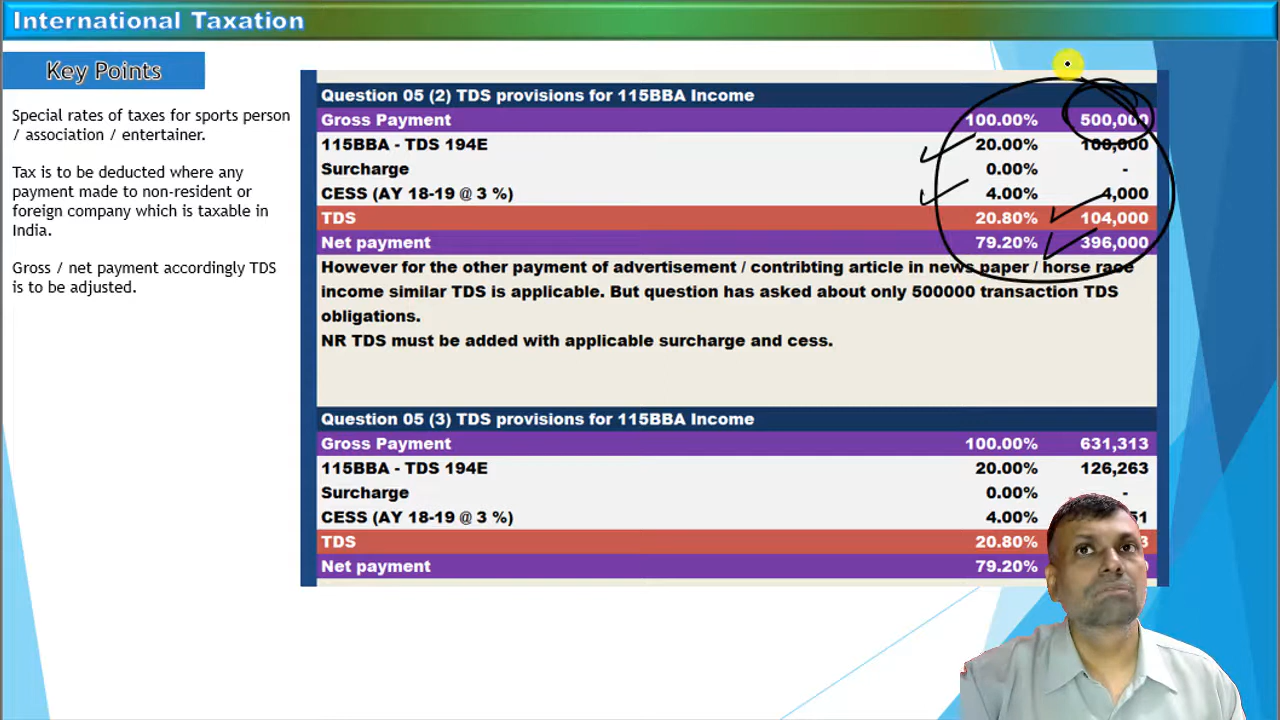 International Taxation
Key Points
Special rates of taxes for sports person
/ association / entertainer.
Tax is to be deducted where any
payment made to non-resident or
foreign company which is taxable in
India.
Gross / net payment accordingly TDS
is to be adjusted.
Question 05 (2) TDS provisions for 115BBA Income
Gross Payment 100.00% 500,000
115BBA - TDS 194E 20.00% 100,000
Surcharge 0.00% -
CESS (AY 18-19 @ 3 %) 4.00% 4,000
TDS 20.80% 104,000
Net payment 79.20% 396,000
However for the other payment of advertisement / contribting article in news paper / horse race
income similar TDS is applicable. But question has asked about only 500000 transaction TDS
obligations.
NR TDS must be added with applicable surcharge and cess.
Question 05 (3) TDS provisions for 115BBA Income
Gross Payment 100.00% 631,313
115BBA - TDS 194E 20.00% 126,263
Surcharge 0.00% -
CESS (AY 18-19 @ 3 %) 4.00%
TDS 20.80%
Net payment 79.20%